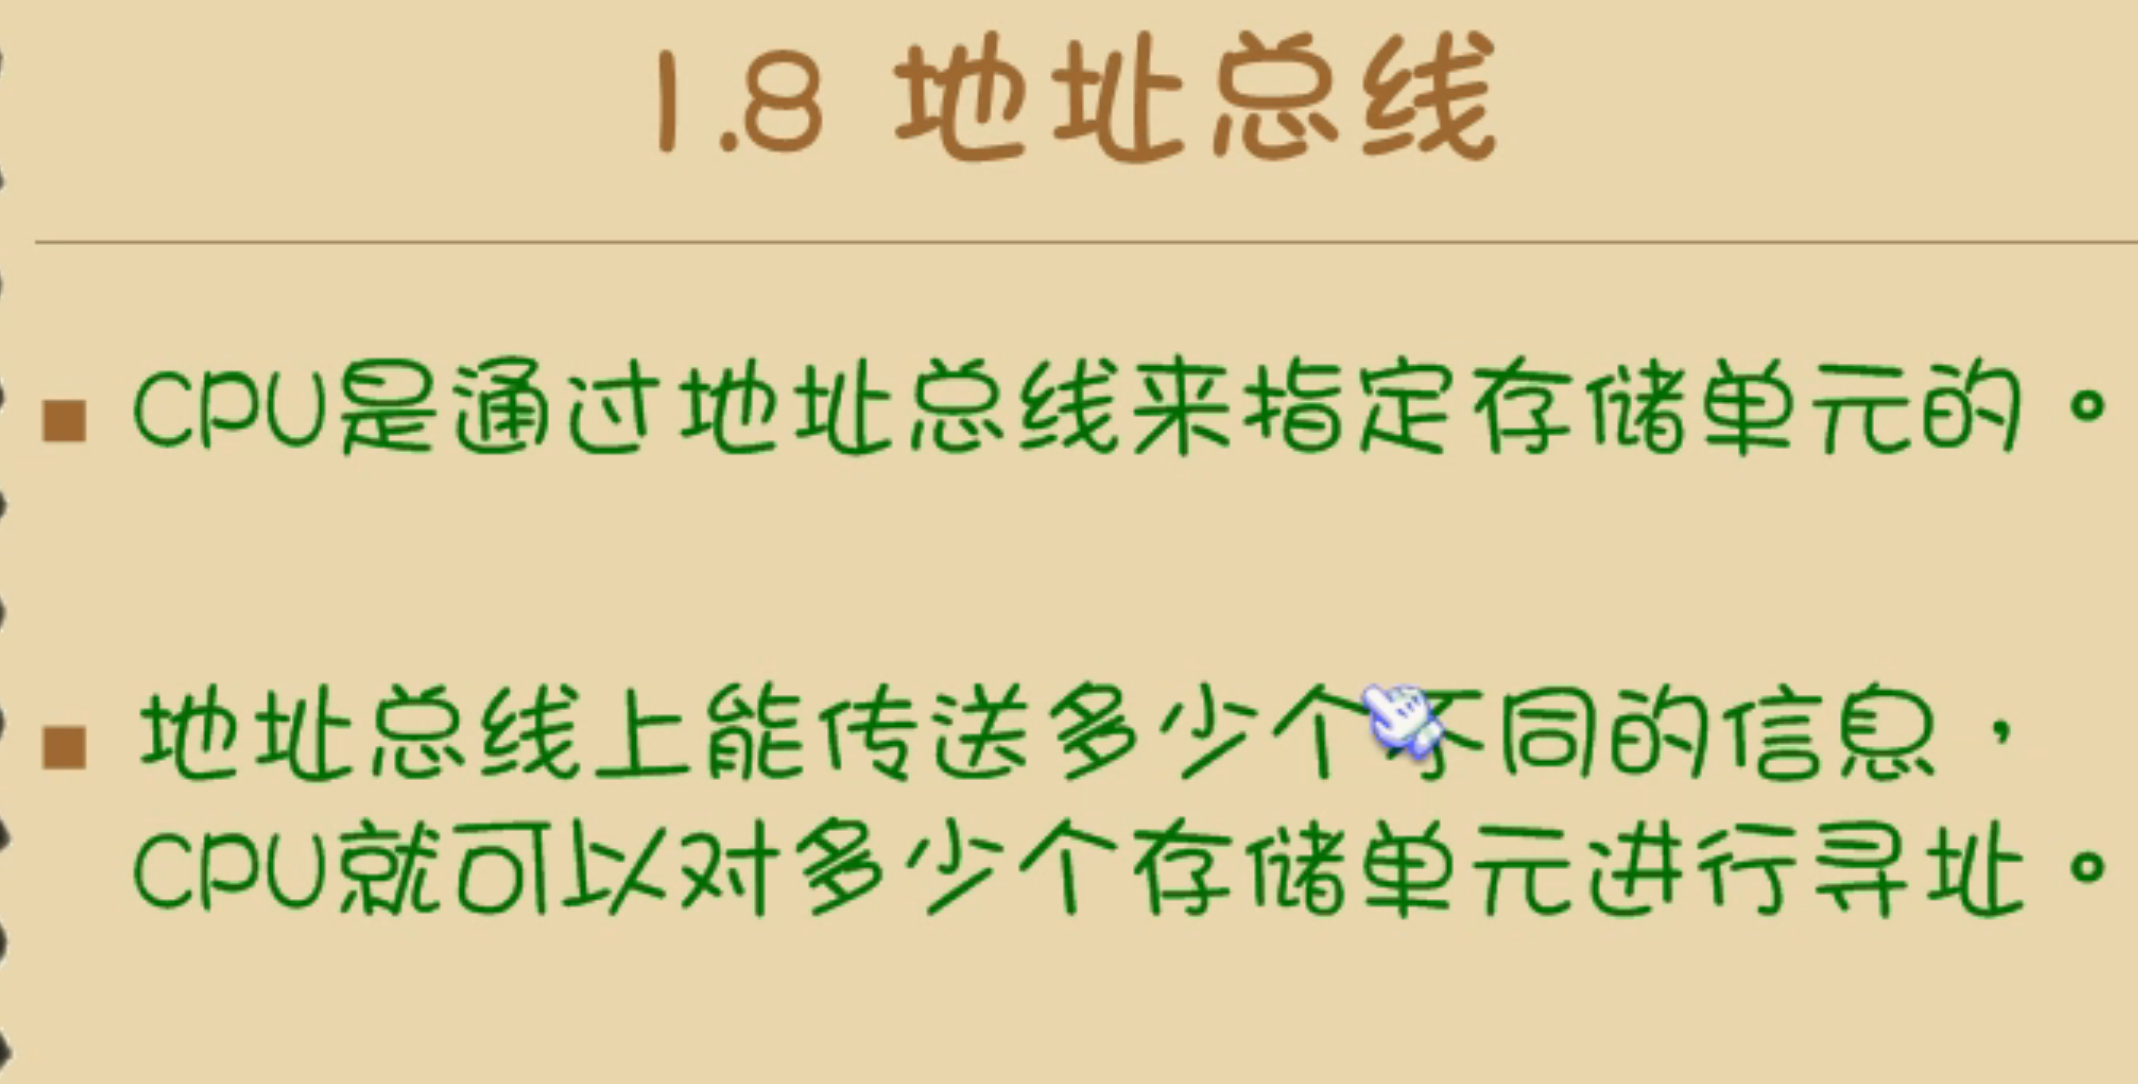 1.8 地址总线
CPU是通过地址总线来指定存储单元的。
地址总线上能传送多少个不同的信息，
CPU就可以对多少个存储单元进行寻址。